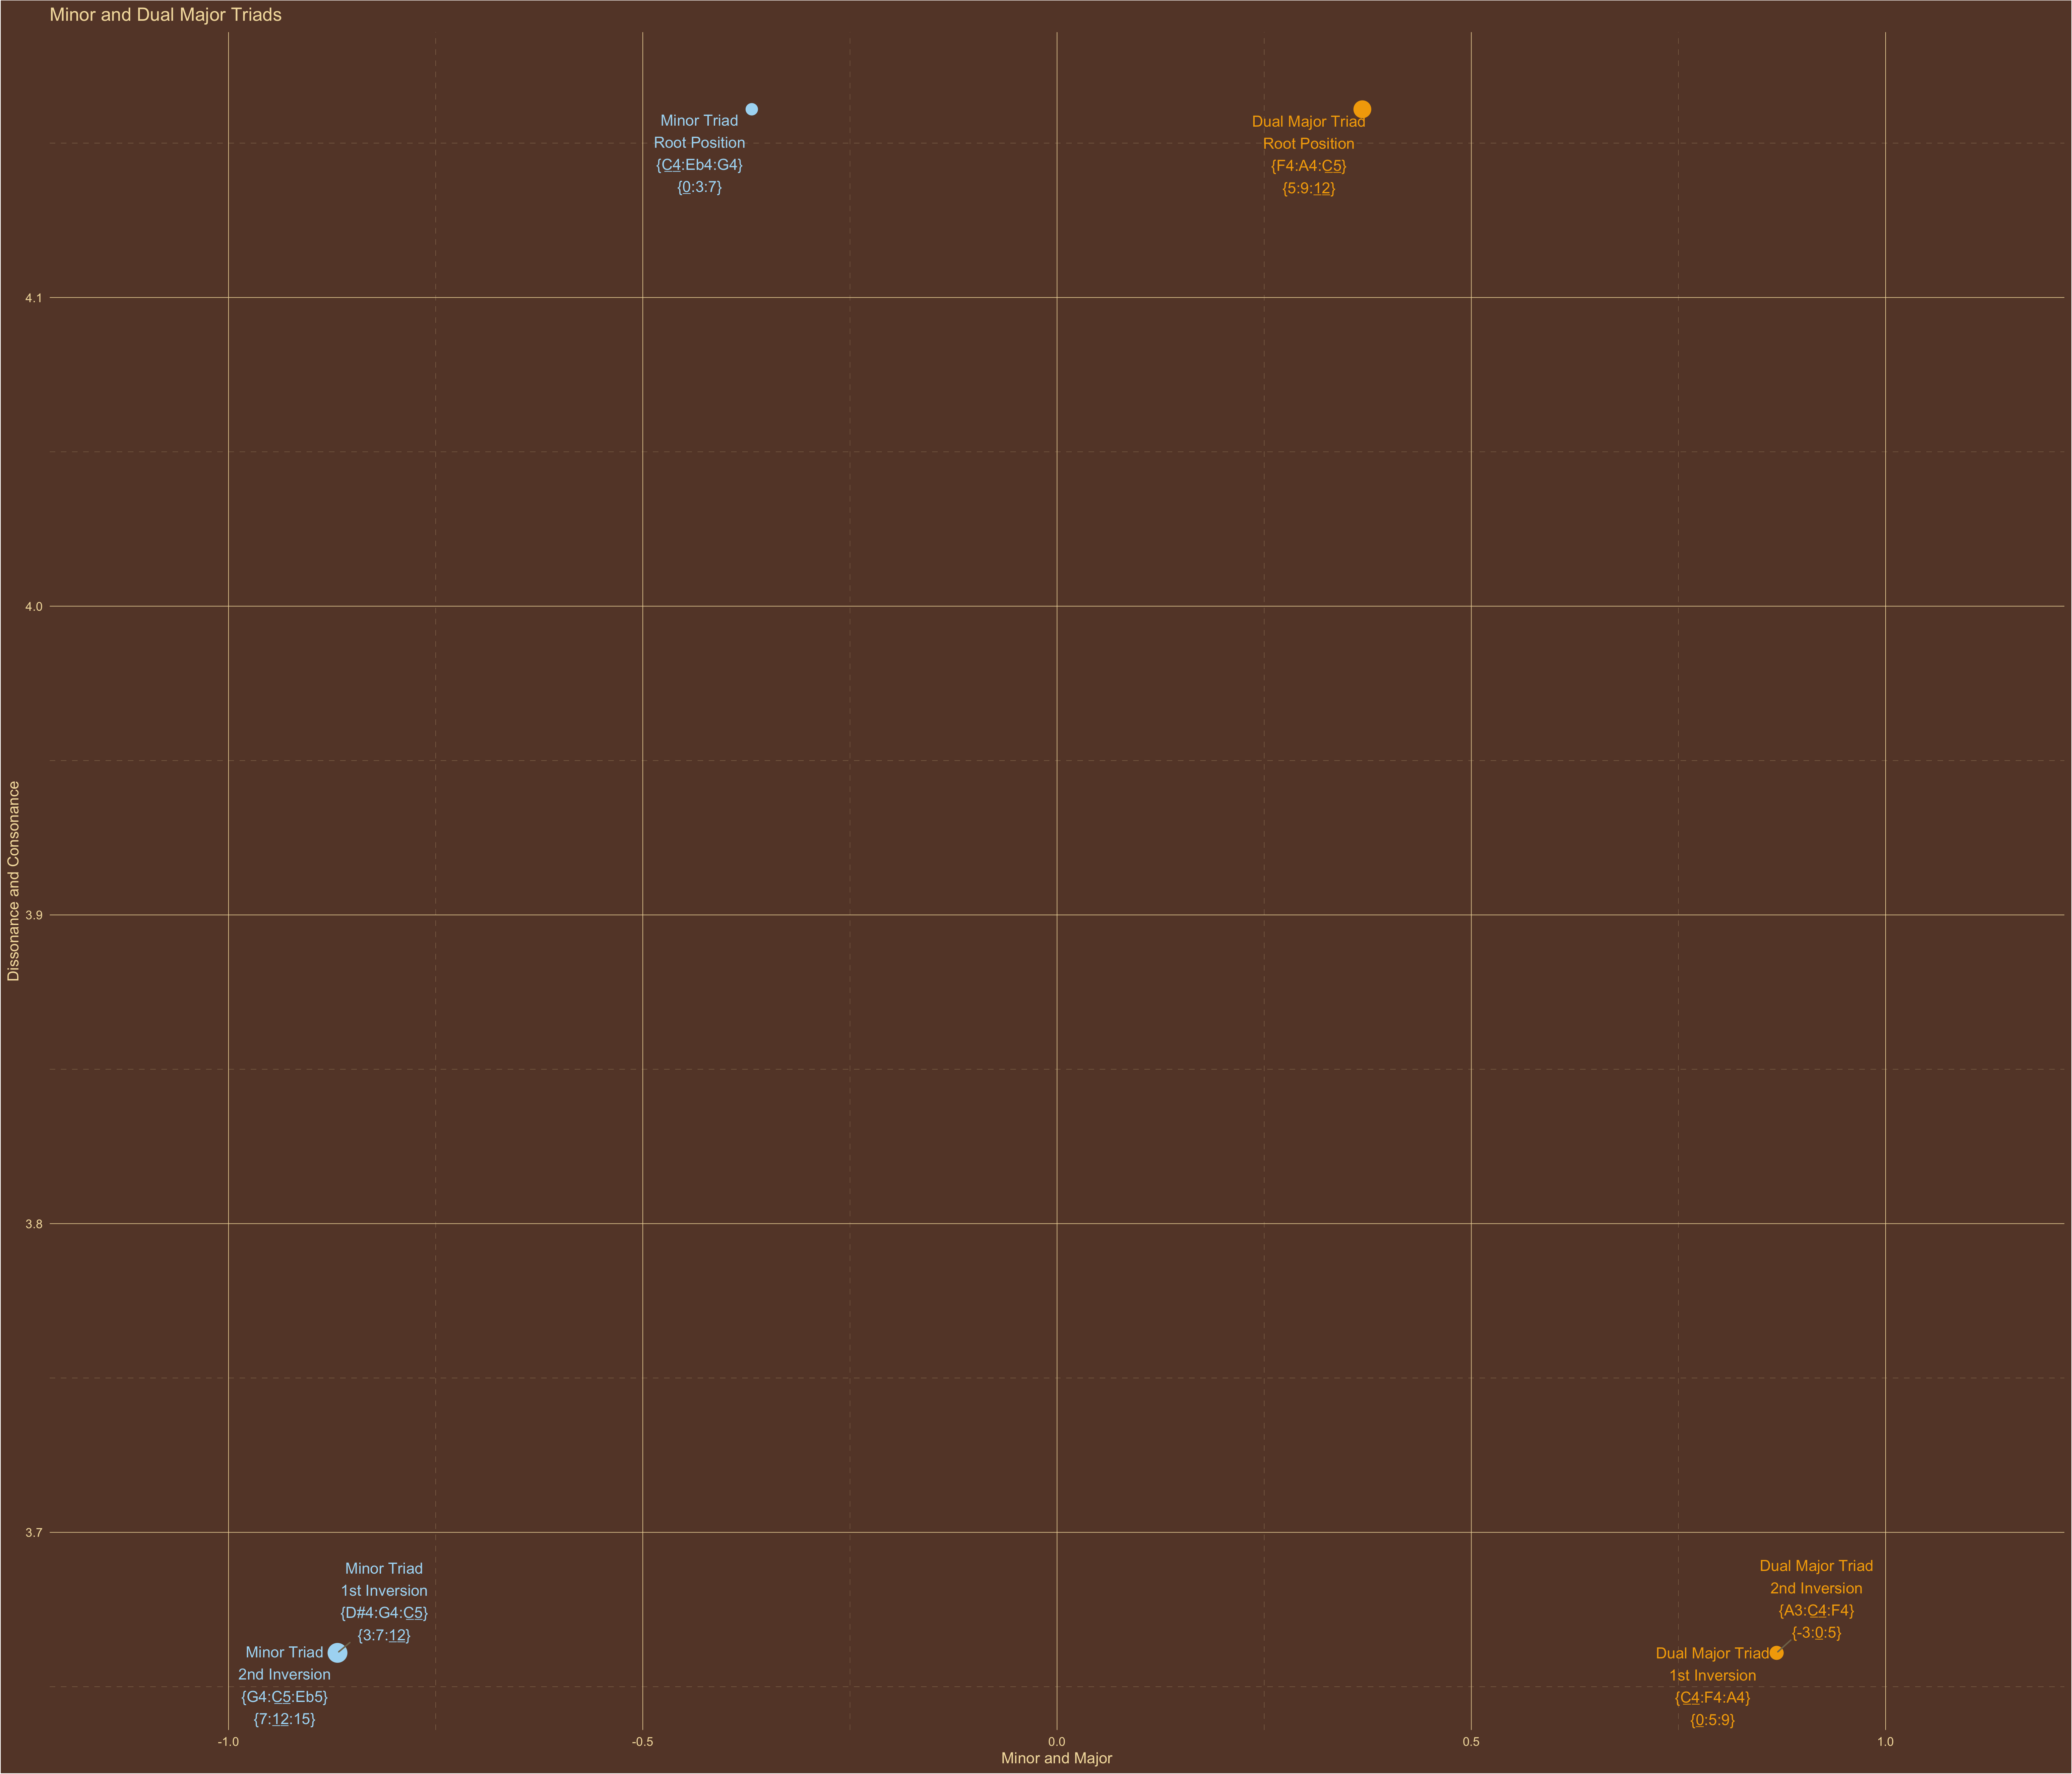 Minor and Dual Major Triads
Minor Triad
Root Position
{C4:Eb4:G4}
{0:3:7}
Dual Major Triad
Root Position
{F4:A4:C5}
{5:9:12}
4.1
4.0
3.9
3.8
3.7
Dissonance and Consonance
Minor Triad
1st Inversion
{D#4:G4:C5}
{3:7:12}
Minor Triad
2nd Inversion
{G4:C5:Eb5}
{7:12:15}
Dual Major Triad
2nd Inversion
{A3:C4:F4}
{-3:0:5}
Dual Major Triad
1st Inversion
{C4:F4:A4}
{0:5:9}
-1.0
-0.5
0.0
0.5
1.0
Minor and Major